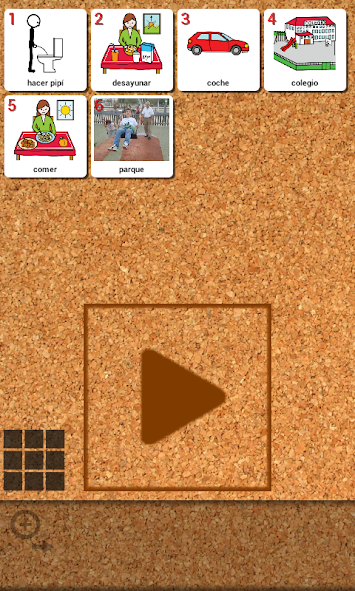 1
hacer pipí
2
desayunar
3
coche
4
colegio
5
comer
6
parque